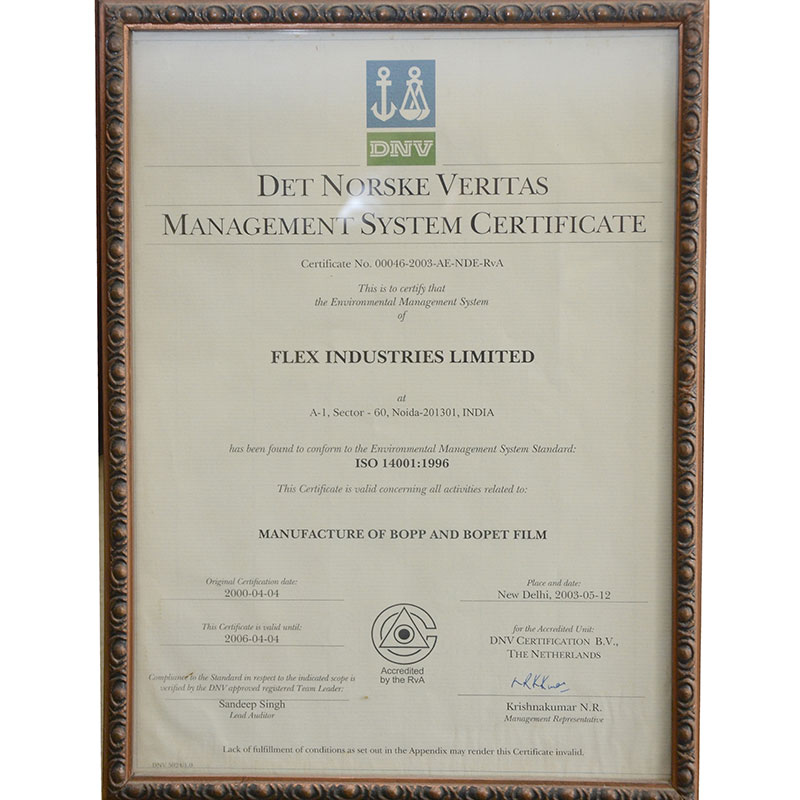 DNV
DET NORSKE VERITAS
MANAGEMENT SYSTEM CERTIFICATE
Certificate No. 00046-2003-AE-NDE-RvA
This is to certify that
the Environmental Management System
of
FLEX INDUSTRIES LIMITED
at
A-1, Sector - 60, Noida-201301, INDIA
has been found to conform to the Environmental Management System Standard:
ISO 14001:1996
This Certificate is valid concerning all activities related to:
MANUFACTURE OF BOPP AND BOPET FILM
Original Certification date:
2000-04-04
This Certificate is valid until:
2006-04-04
Compliance to the Standard in respect to the indicated scope is
verified by the DNV approved registered Team Leader:
Sandeep Singh
Lead Auditor
Accredited
by the RvA
Place and date:
New Delhi, 2003-05-12
for the Accredited Unit:
DNV CERTIFICATION B.V.,
THE NETHERLANDS
Krishnakumar N.R.
Management Representative
Lack of fulfillment of conditions as set out in the Appendix may render this Certificate invalid.